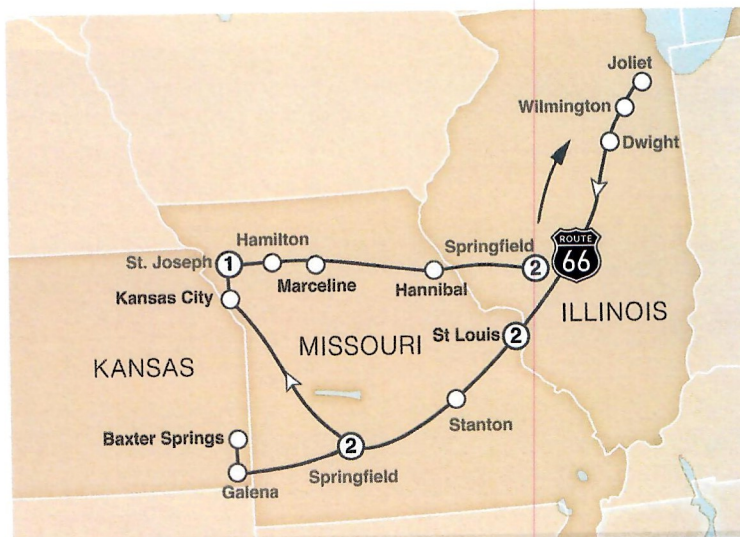 Joliet
Wilmington
Dwight
ROUTE
66
Springfield
2
ILLINOIS
Hamilton
St. Joseph
1
Marceline
Hannibal
Kansas City
St Louis
2
MISSOURI
KANSAS
Stanton
Baxter Springs
2
Springfield
Galena